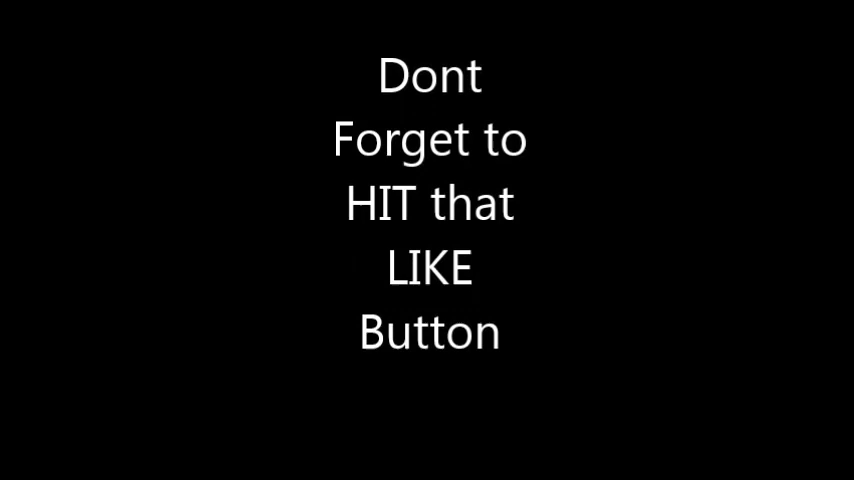 Dont
Forget to
HIT that
LIKE
Button